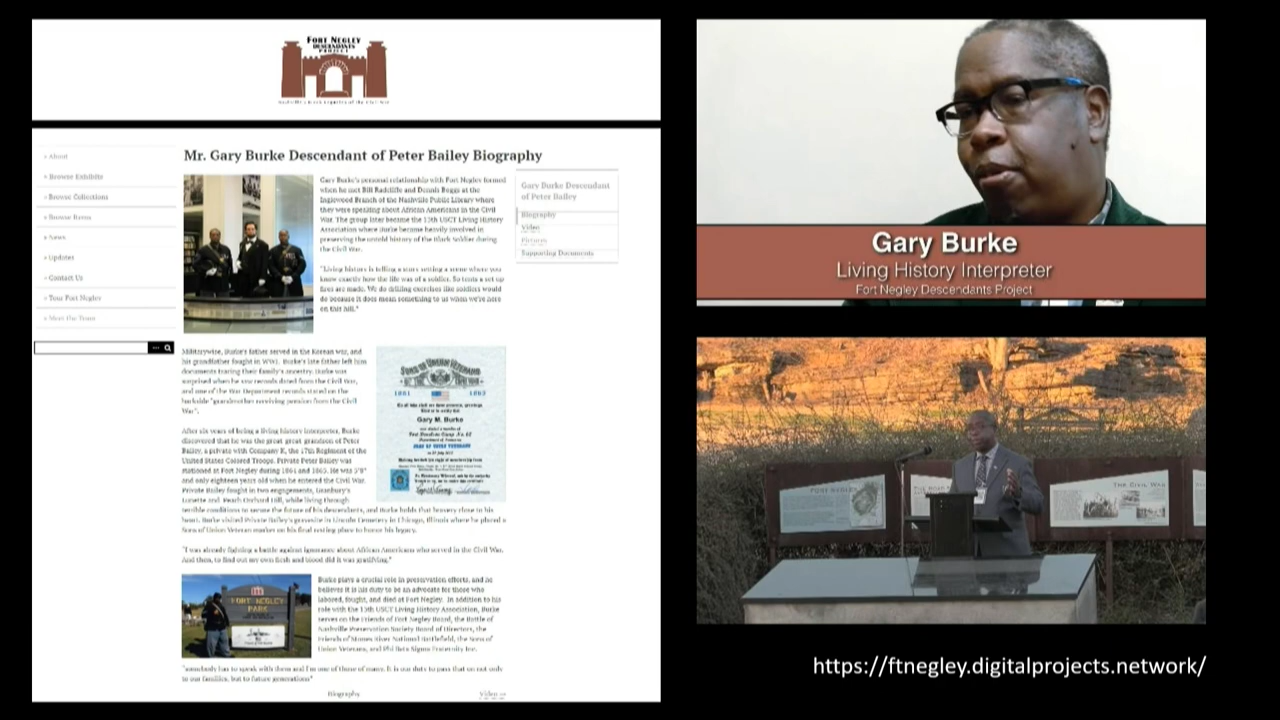 FORT NEGLEY
DESCENDANTS
PROJECT
› About
› Browse Exhibits
› Browse Collections
› Browse Items
› News
› Updates
› Contact Us
› Tour Fort Negley
› Meet the Team
Mr. Gary Burke Descendant of Peter Bailey Biography
Gary Burke's personal relationship with Fort Negley formed
when he met Bill Radcliffe and Dennis Boggs at the
Inglewood Branch of the Nashville Public Library where
they were speaking about African Americans in the Civil
War. The group later became the 13th USCT Living History
Association where Burke became heavily involved in
preserving the untold history of the Black Soldier during
the Civil War.
"Living history is telling a story setting a scene where you
know exactly how the life was of a soldier. So tents a set up
fires are made. We do drilling exercises like soldiers would
do because it does mean something to us when we're here
on this hill."
Militarywise, Burke's father served in the Korean war, and
his grandfather fought in WW1. Burke's late father left him
documents tracing their family's ancestry. Burke was
surprised when he saw records dated from the Civil War,
and one of the War Department records stated on the
backside "grandmother receiving pension from the Civil
War".
After six years of being a living history interpreter, Burke
discovered that he was the great great grandson of Peter
Bailey, a private with Company K, the 17th Regiment of the
United States Colored Troops. Private Peter Bailey was
stationed at Fort Negley during 1864 and 1865. He was 5'8"
and only eighteen years old when he entered the Civil War.
Private Bailey fought in two engagements, Granbury's
Lunette and Peach Orchard Hill, while living through
terrible conditions to secure the future of his descendants, and Burke holds that bravery close to his
heart. Burke visited Private Bailey's gravesite in Lincoln Cemetery in Chicago, Illinois where he placed a
Sons of Union Veteran marker on his final resting place to honor his legacy.
"I was already fighting a battle against ignorance about African Americans who served in the Civil War.
And then, to find out my own flesh and blood did it was gratifying."
Burke plays a crucial role in preservation efforts, and he
believes it is his duty to be an advocate for those who
labored, fought, and died at Fort Negley. In addition to his
role with the 13th USCT Living History Association, Burke
serves on the Friends of Fort Negley Board, the Battle of
Nashville Preservation Society Board of Directors, the
Friends of Stones River National Battlefield, the Sons of
Union Veterans, and Phi Beta Sigma Fraternity Inc.
"somebody has to speak with them and I'm one of those of many. It is our duty to pass that on not only
to our families, but to future generations"
Biography
Video →
Gary Burke Descendant
of Peter Bailey
Biography
Video
Pictures
Supporting Documents
SONS OF UNION VETERANS
OF THE CIVIL WAR
1881
Gary M. Burke
FORT NEGLEY
PARK
Gary Burke
Living History Interpreter
Fort Negley Descendants Project
FORT NEGLEY
THE CIVIL WAR
https://ftnegley.digitalprojects.network/